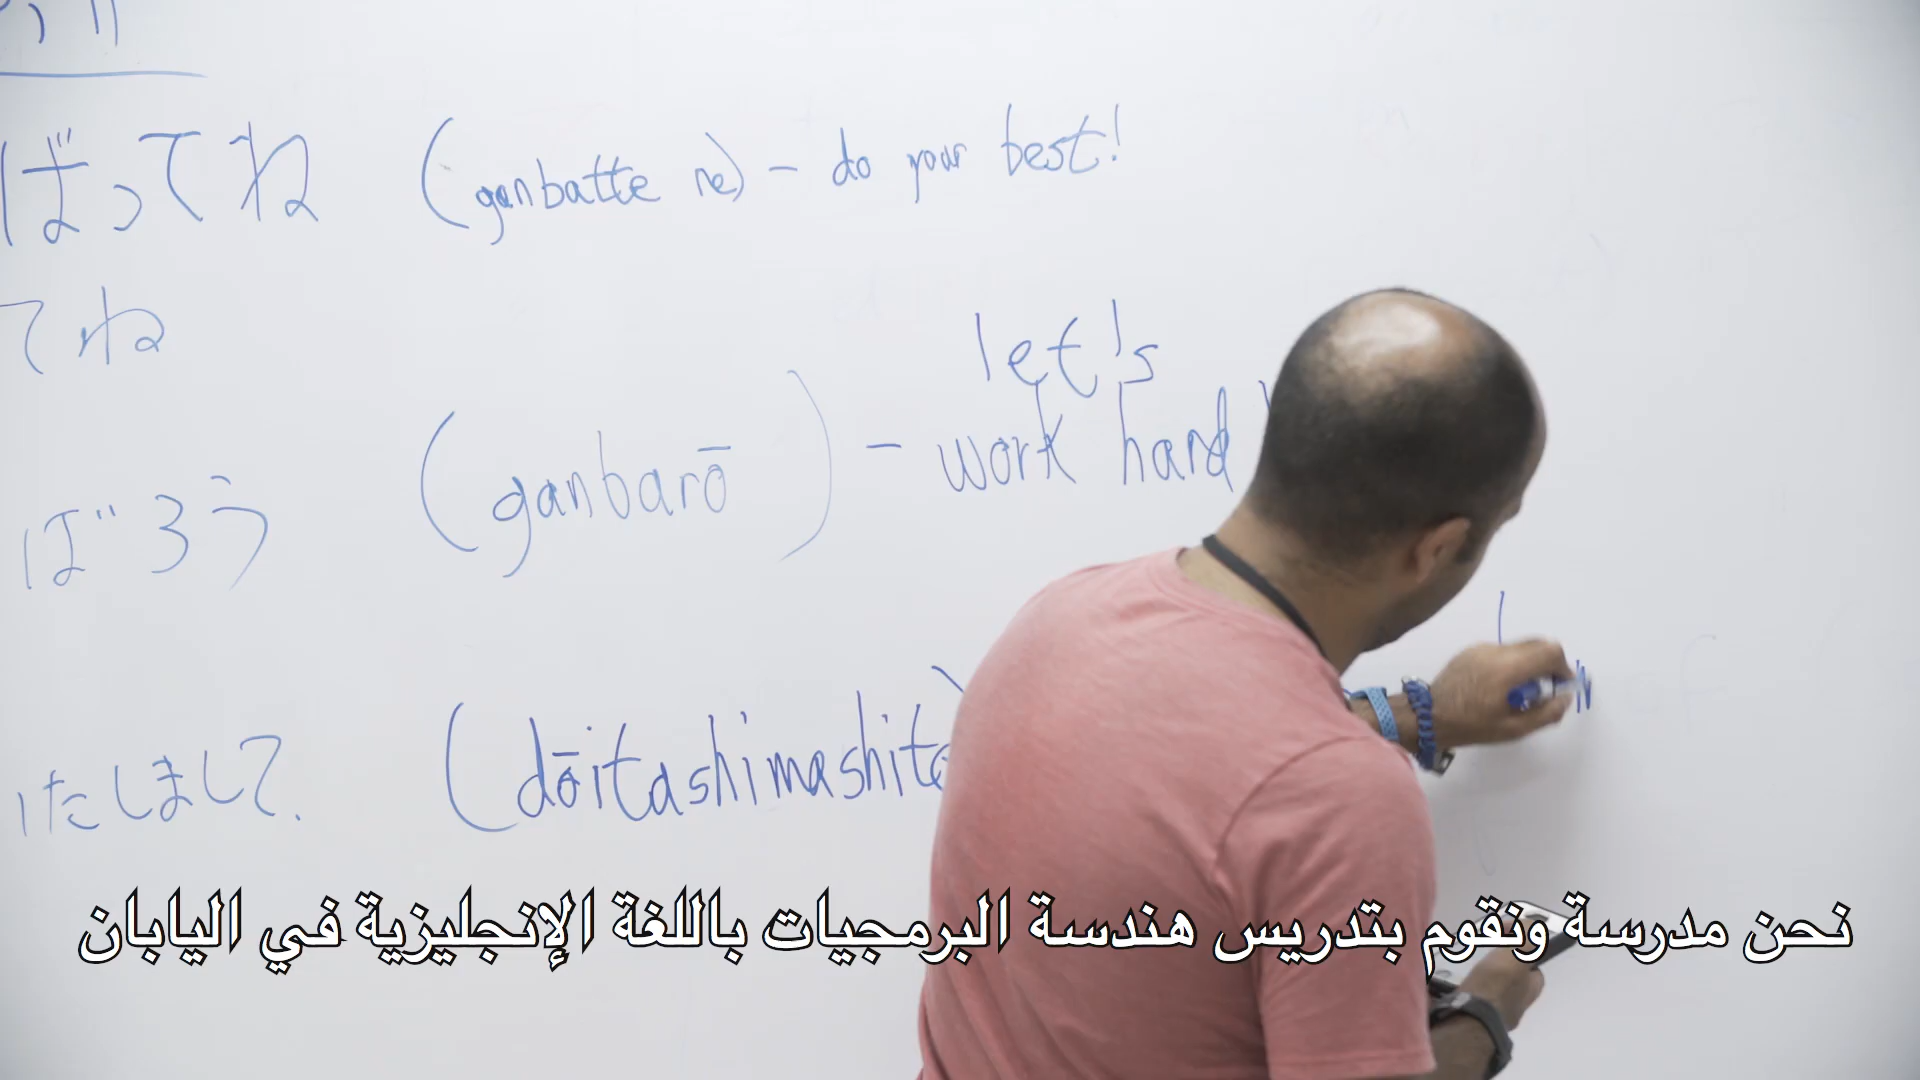 ばってね (ganbatte ne) - do your best!
てね
let's
ばろう (ganbarō) - work hard
いたしまして. (dōitashimashite
نحن مدرسة ونقوم بتدريس هندسة البرمجيات باللغة الإنجليزية في اليابان